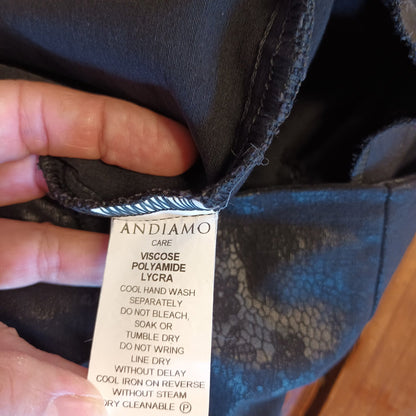 ANDIAMO
CARE
VISCOSE
POLYAMIDE
LYCRA
COOL HAND WASH
SEPARATELY
DO NOT BLEACH,
SOAK OR
TUMBLE DRY
DO NOT WRING
LINE DRY
WITHOUT DELAY
COOL IRON ON REVERSE
WITHOUT STEAM
DRY CLEANABLE Ⓟ